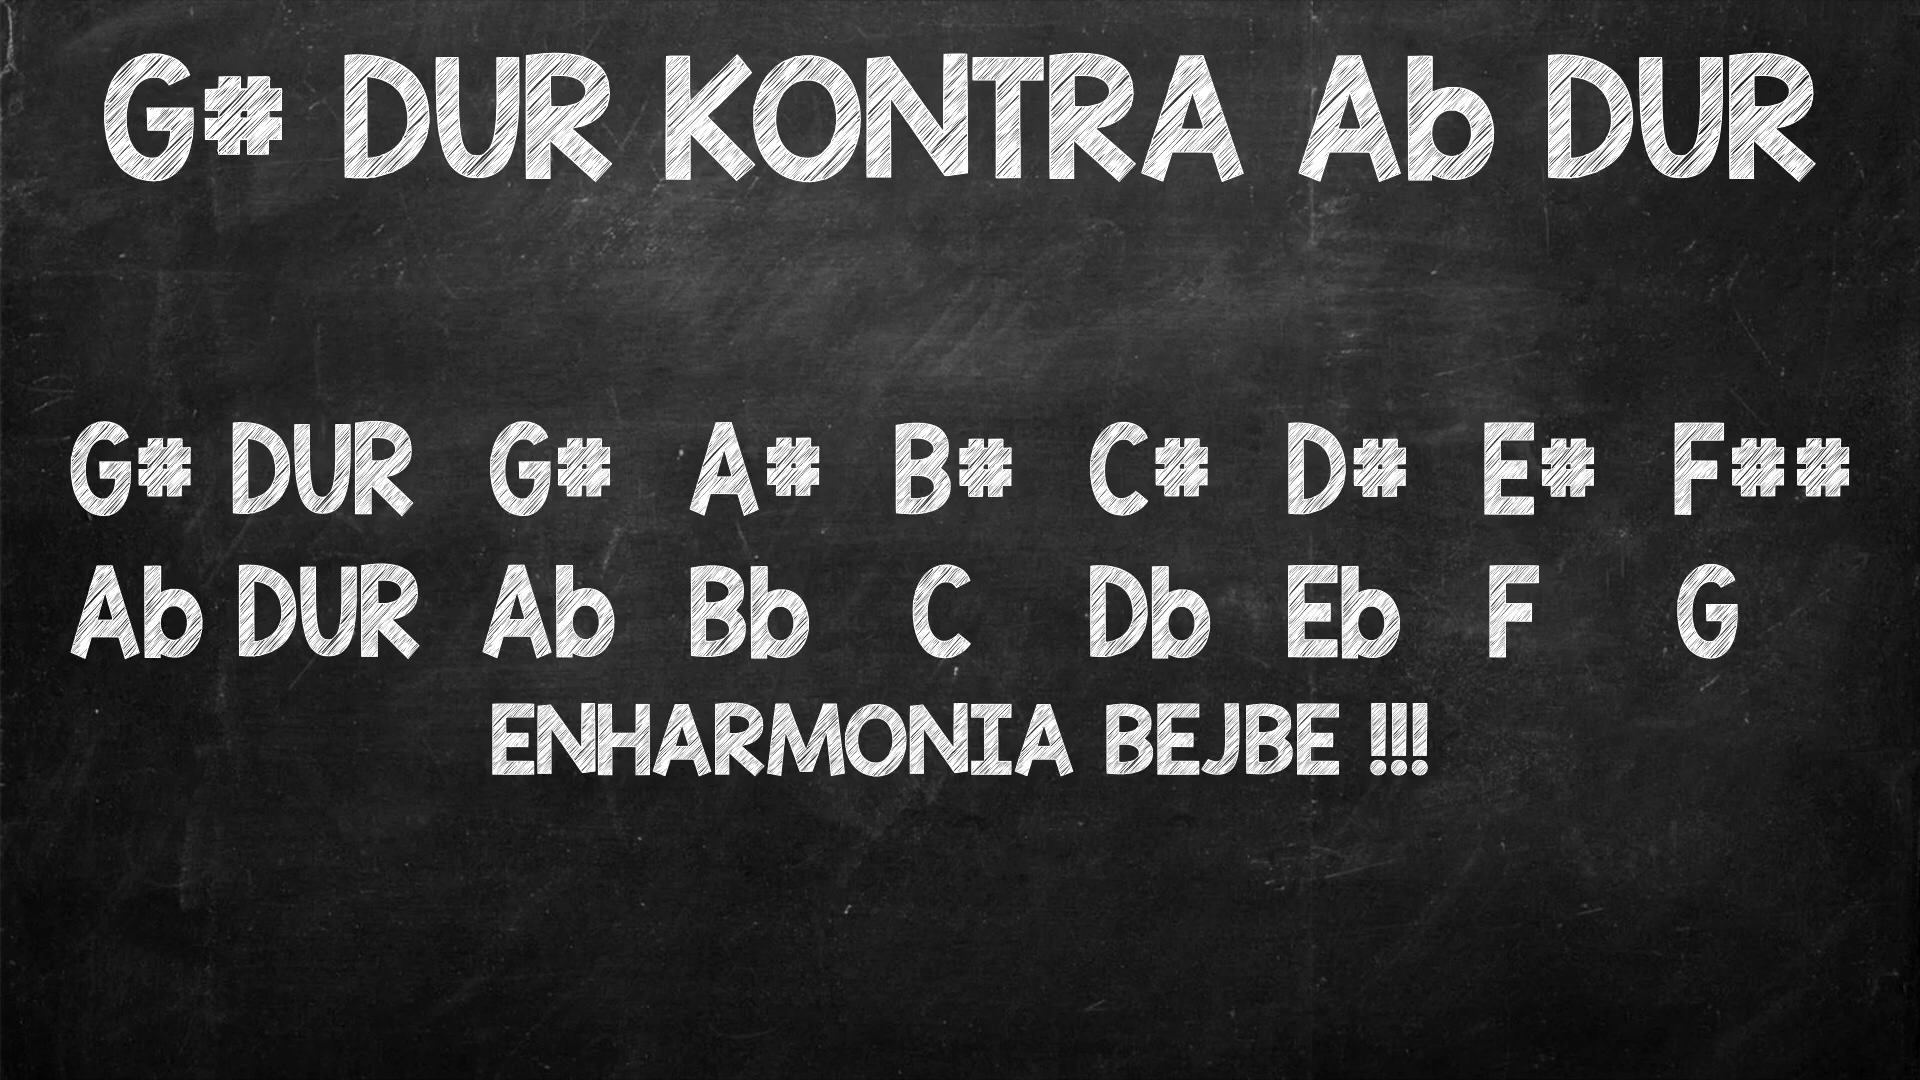 G# DUR KONTRA Ab DUR
G# DUR G# A# B# C# D# E# F##
Ab DUR Ab Bb C Db Eb F G
ENHARMONIA BEJBE !!!